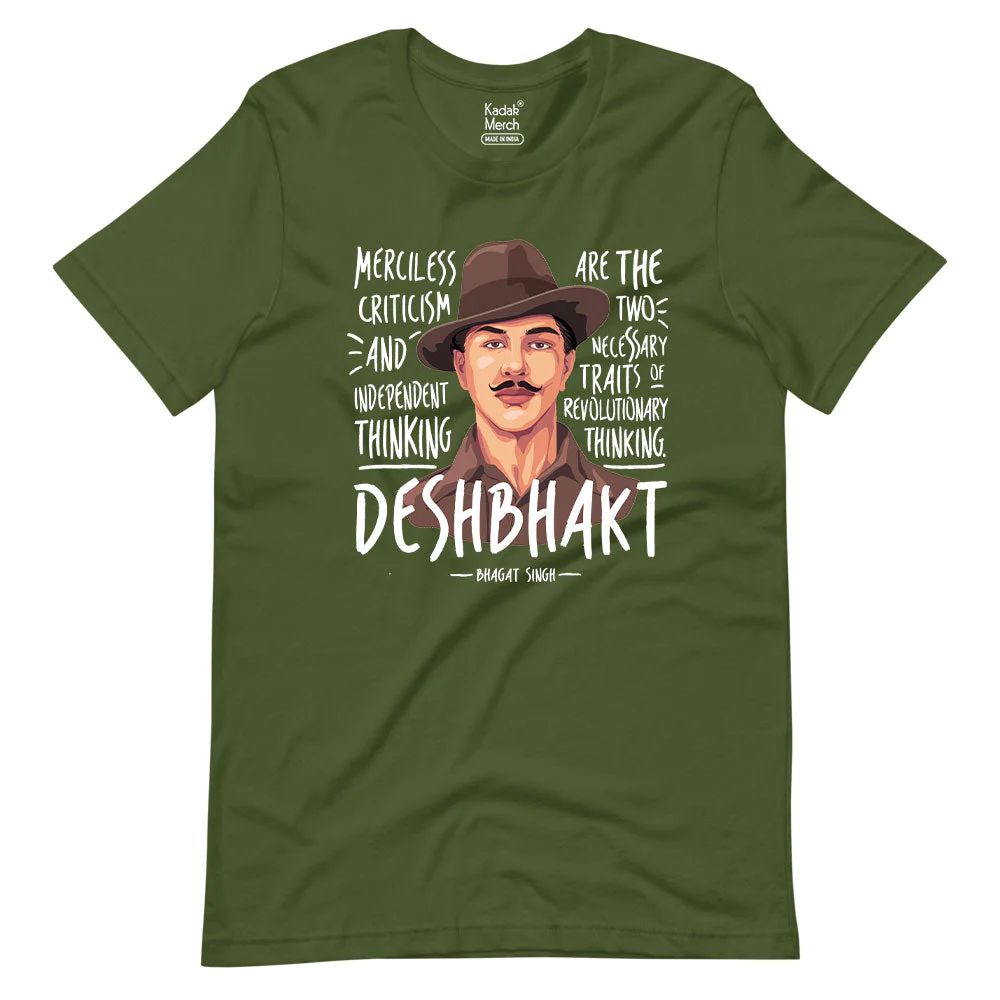 Kadak®
Merch
MADE IN INDIA
MERCILESS
CRITICISM
AND
INDEPENDENT
THINKING
ARE THE
TWO
NECESSARY
TRAITS OF
REVOLUTIONARY
THINKING.
DESHBHAKT
BHAGAT SINGH